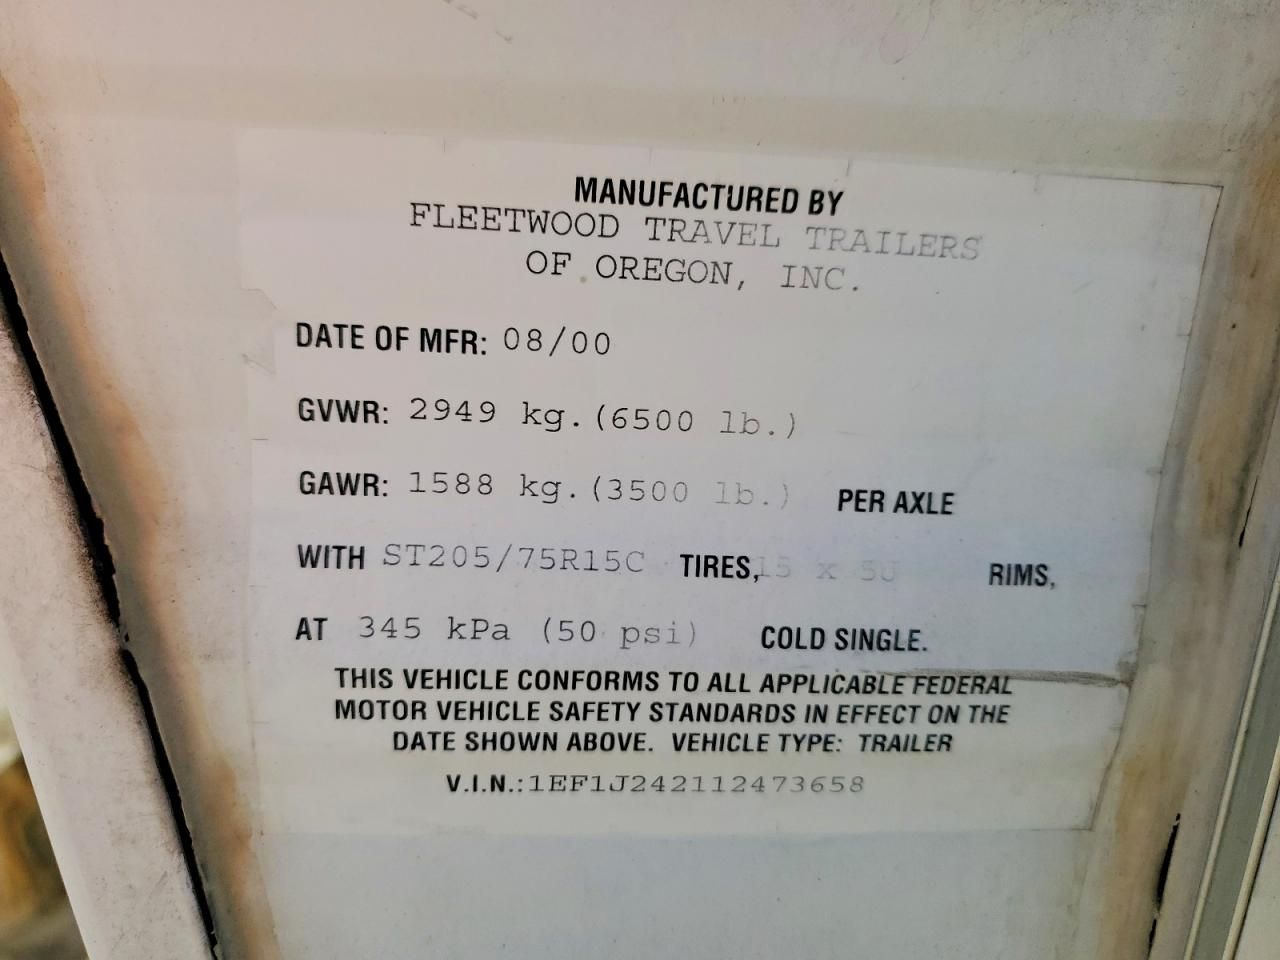 MANUFACTURED BY
FLEETWOOD TRAVEL TRAILERS
OF OREGON, INC.
DATE OF MFR: 08/00
GVWR: 2949 kg. (6500 lb.)
GAWR: 1588 kg. (3500 lb.) PER AXLE
WITH ST205/75R15C TIRES, 15 x 5J RIMS,
AT 345 kPa (50 psi) COLD SINGLE.
THIS VEHICLE CONFORMS TO ALL APPLICABLE FEDERAL
MOTOR VEHICLE SAFETY STANDARDS IN EFFECT ON THE
DATE SHOWN ABOVE. VEHICLE TYPE: TRAILER
V.I.N.: 1EF1J242112473658